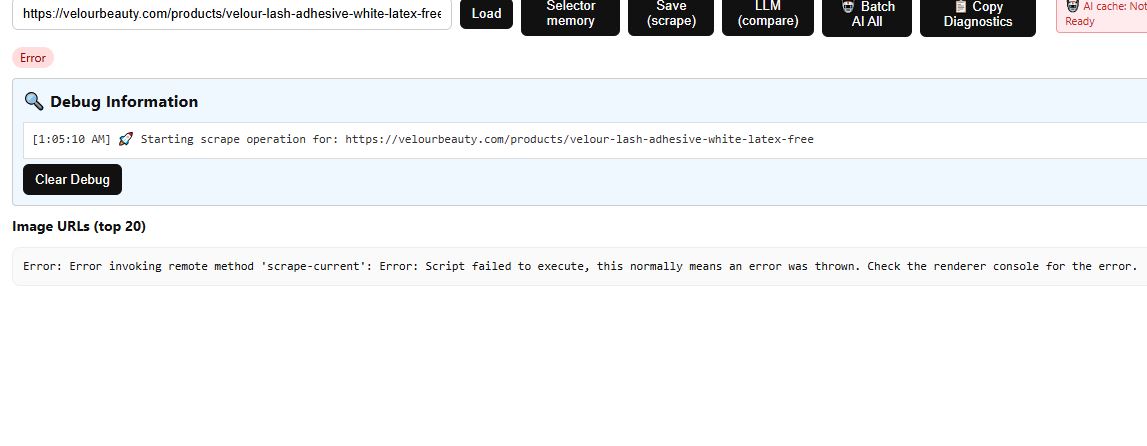 https://velourbeauty.com/products/velour-lash-adhesive-white-latex-free
Load
Selector
memory
Save
(scrape)
LLM
(compare)
🤖 Batch
AI All
📋 Copy
Diagnostics
🤖 AI cache: Not
Ready
Error
🔍 Debug Information
[1:05:10 AM] 🚀 Starting scrape operation for: https://velourbeauty.com/products/velour-lash-adhesive-white-latex-free
Clear Debug
Image URLs (top 20)
Error: Error invoking remote method 'scrape-current': Error: Script failed to execute, this normally means an error was thrown. Check the renderer console for the error.